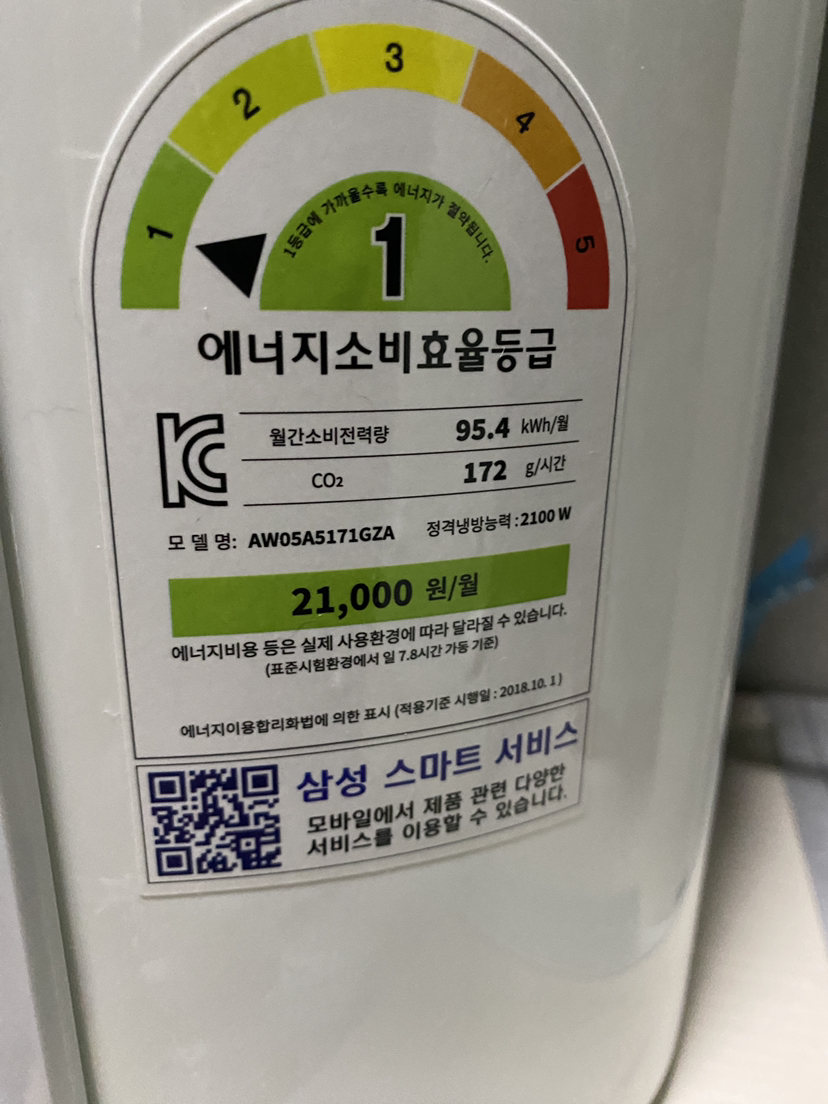 1
2
3
4
5
1등급에 가까울수록 에너지가 절약됩니다.
1
에너지소비효율등급
월간소비전력량 95.4 kWh/월
CO₂ 172 g/시간
모 델 명: AW05A5171GZA 정격냉방능력 : 2100 W
21,000 원/월
에너지비용 등은 실제 사용환경에 따라 달라질 수 있습니다.
(표준시험환경에서 일 7.8시간 가동 기준)
에너지이용합리화법에 의한 표시 (적용기준 시행일 : 2018.10. 1)
삼성 스마트 서비스
모바일에서 제품 관련 다양한
서비스를 이용할 수 있습니다.